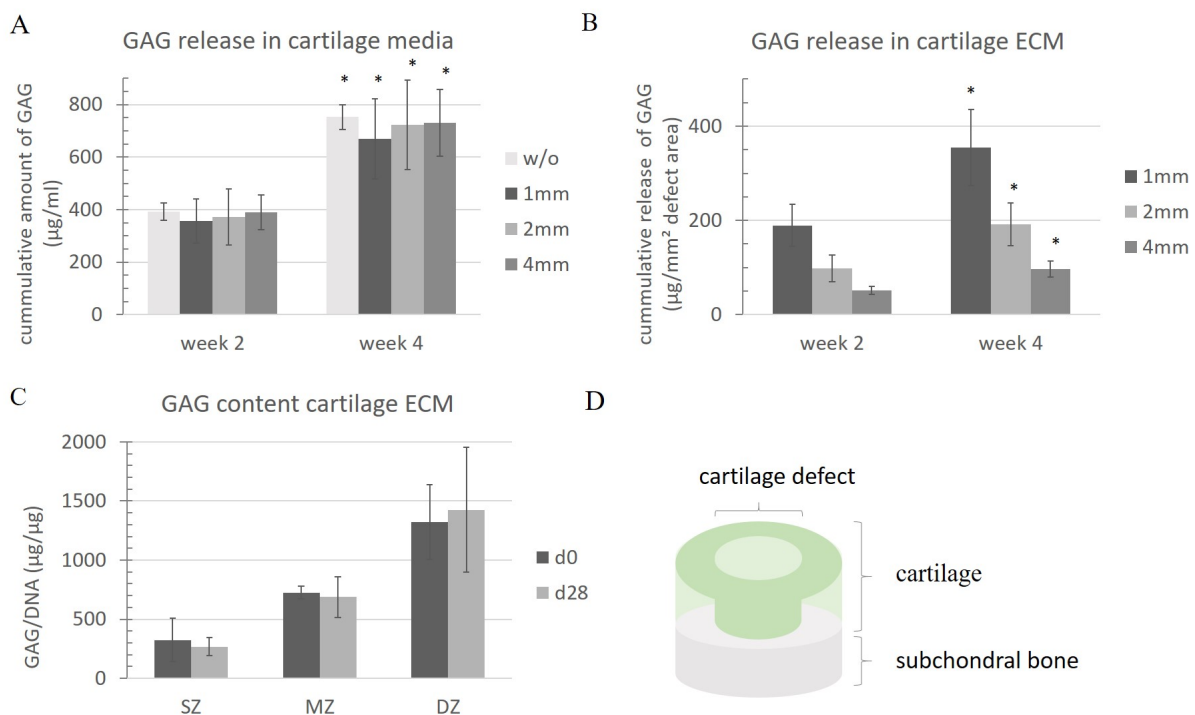 A
GAG release in cartilage media
cummulative amount of GAG
(µg/ml)
800
600
400
200
0
* * * *
week 2
week 4
w/o
1mm
2mm
4mm
B
GAG release in cartilage ECM
cummulative release of GAG
(µg/mm² defect area)
400
200
0
* * *
week 2
week 4
1mm
2mm
4mm
C
GAG content cartilage ECM
GAG/DNA (µg/µg)
2000
1500
1000
500
0
SZ
MZ
DZ
d0
d28
D
cartilage defect
cartilage
subchondral bone